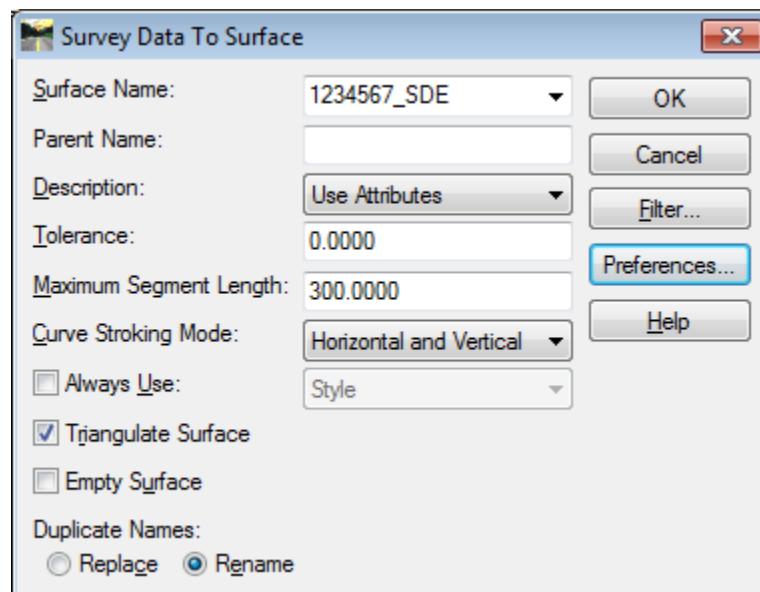 Survey Data To Surface
Surface Name: 1234567_SDE OK
Parent Name: Cancel
Description: Use Attributes Filter...
Tolerance: 0.0000 Preferences...
Maximum Segment Length: 300.0000 Help
Curve Stroking Mode: Horizontal and Vertical
Always Use: Style
Triangulate Surface
Empty Surface
Duplicate Names:
Replace Rename